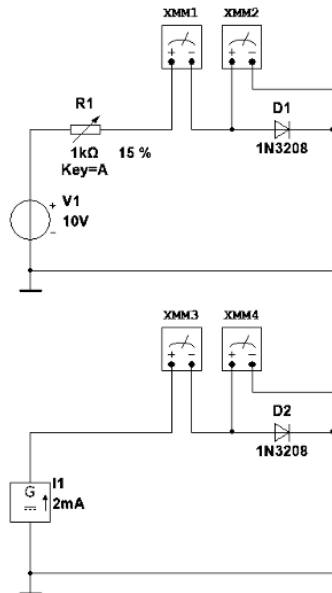 XMM1 XMM2
+ − + −
R1
1kΩ 15 %
Key=A
D1
1N3208
V1
+
10V
−
XMM3 XMM4
+ − + −
D2
1N3208
G
I1
2mA